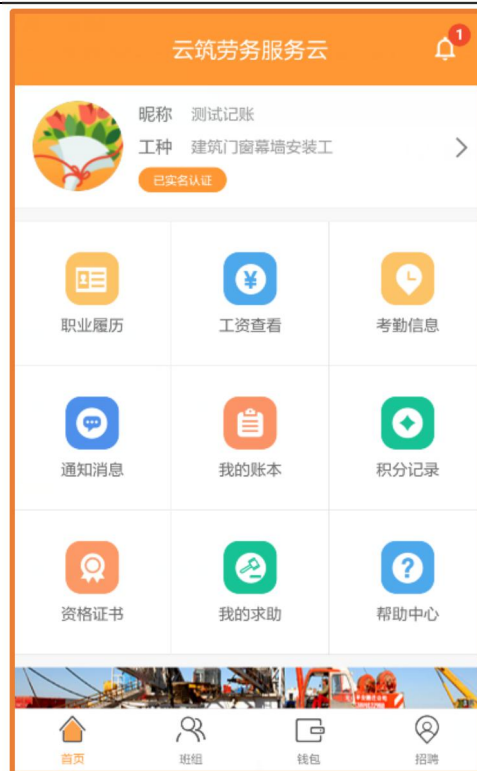 云筑劳务服务云
1
昵称 测试记账
工种 建筑门窗幕墙安装工
已实名认证
职业履历 工资查看 考勤信息
通知消息 我的账本 积分记录
资格证书 我的求助 帮助中心
首页 班组 钱包 招聘